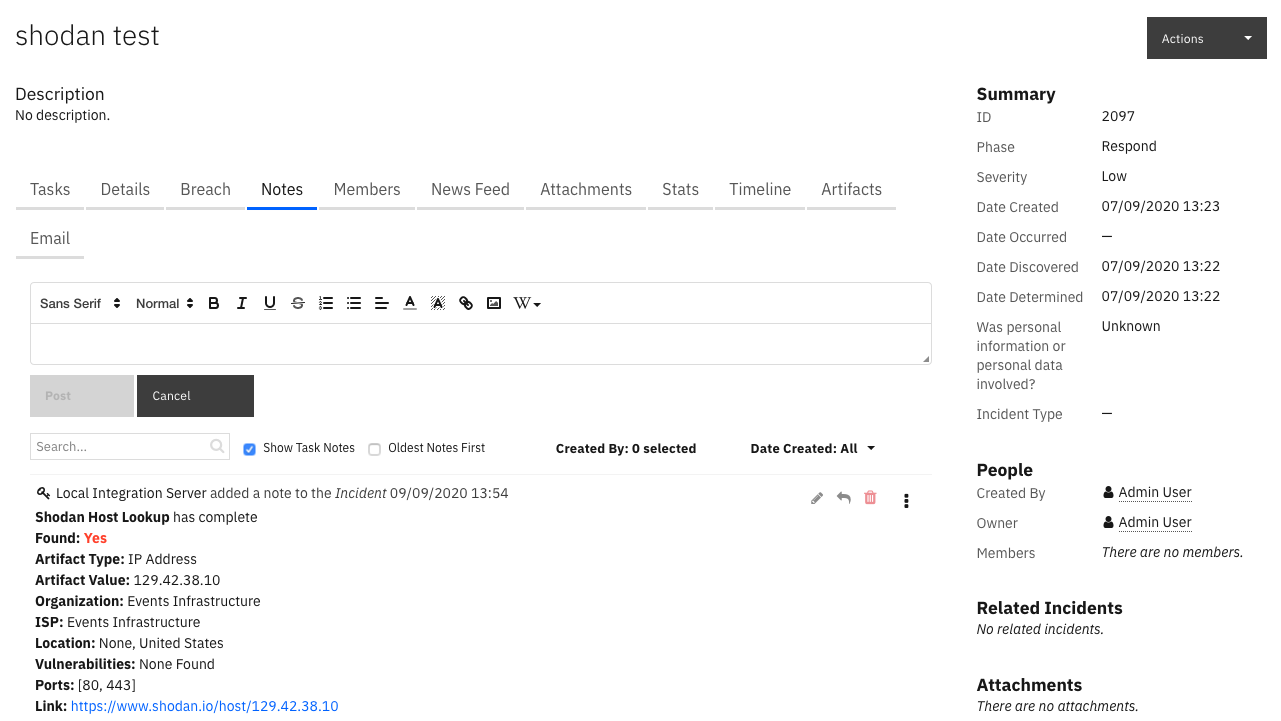 shodan test
Actions
Description
No description.
Tasks Details Breach Notes Members News Feed Attachments Stats Timeline Artifacts
Email
Sans Serif Normal B I U S A A W
Post Cancel
Search... Show Task Notes Oldest Notes First Created By: 0 selected Date Created: All
Local Integration Server added a note to the Incident 09/09/2020 13:54
Shodan Host Lookup has complete
Found: Yes
Artifact Type: IP Address
Artifact Value: 129.42.38.10
Organization: Events Infrastructure
ISP: Events Infrastructure
Location: None, United States
Vulnerabilities: None Found
Ports: [80, 443]
Link: https://www.shodan.io/host/129.42.38.10
Summary
ID 2097
Phase Respond
Severity Low
Date Created 07/09/2020 13:23
Date Occurred —
Date Discovered 07/09/2020 13:22
Date Determined 07/09/2020 13:22
Was personal Unknown
information or
personal data
involved?
Incident Type —
People
Created By Admin User
Owner Admin User
Members There are no members.
Related Incidents
No related incidents.
Attachments
There are no attachments.